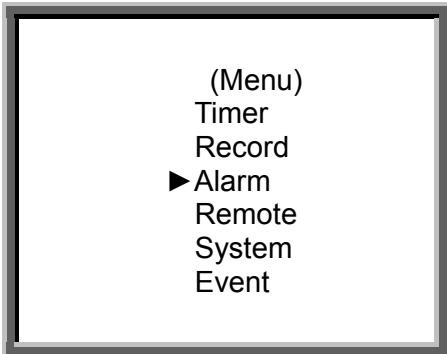 (Menu)
Timer
Record
►Alarm
Remote
System
Event